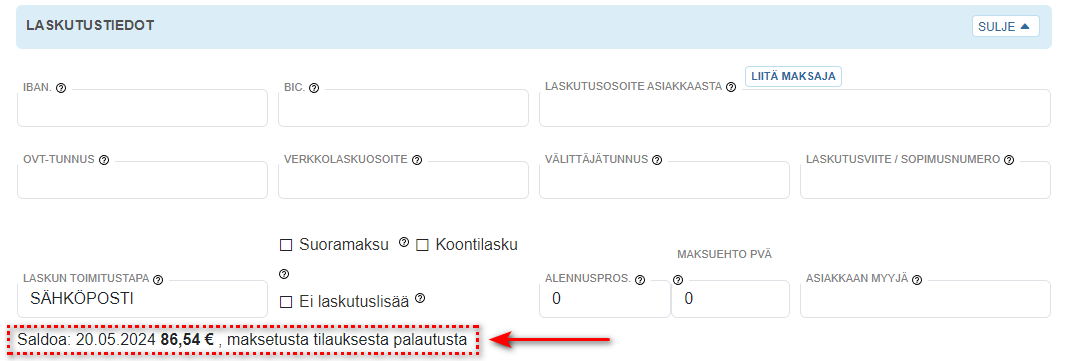 LASKUTUSTIEDOT
SULJE
LIITÄ MAKSAJA
IBAN.
BIC.
LASKUTUSOSOITE ASIAKKAASTA
OVT-TUNNUS
VERKKOLASKUOSOITE
VÄLITTÄJÄTUNNUS
LASKUTUSVIITE / SOPIMUSNUMERO
Suoramaksu
Koontilasku
MAKSUEHTO PVÄ
LASKUN TOIMITUSTAPA
ALENNUSPROS.
ASIAKKAAN MYYJÄ
SÄHKÖPOSTI
Ei laskutuslisää
0
0
Saldoa: 20.05.2024 86,54 € , maksetusta tilauksesta palautusta